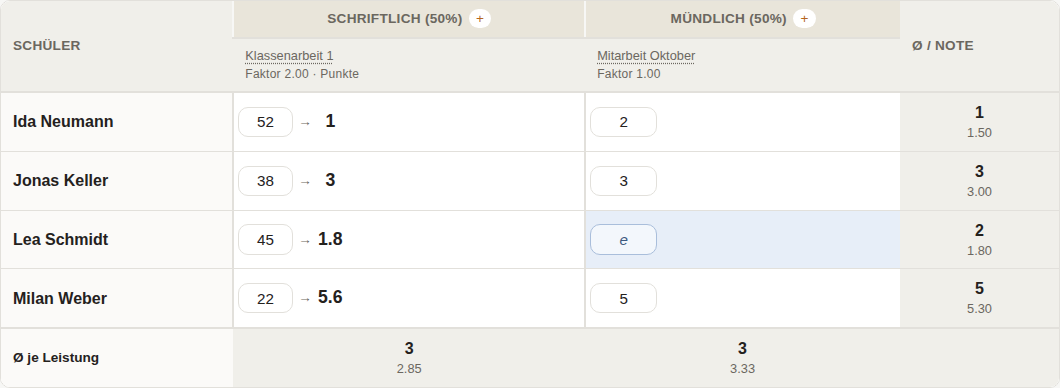 SCHÜLER
SCHRIFTLICH (50%) +
MÜNDLICH (50%) +
Ø / NOTE
Klassenarbeit 1
Faktor 2.00 · Punkte
Mitarbeit Oktober
Faktor 1.00
Ida Neumann 52 → 1 2 1
1.50
Jonas Keller 38 → 3 3 3
3.00
Lea Schmidt 45 → 1.8 e 2
1.80
Milan Weber 22 → 5.6 5 5
5.30
Ø je Leistung 3 3
2.85 3.33